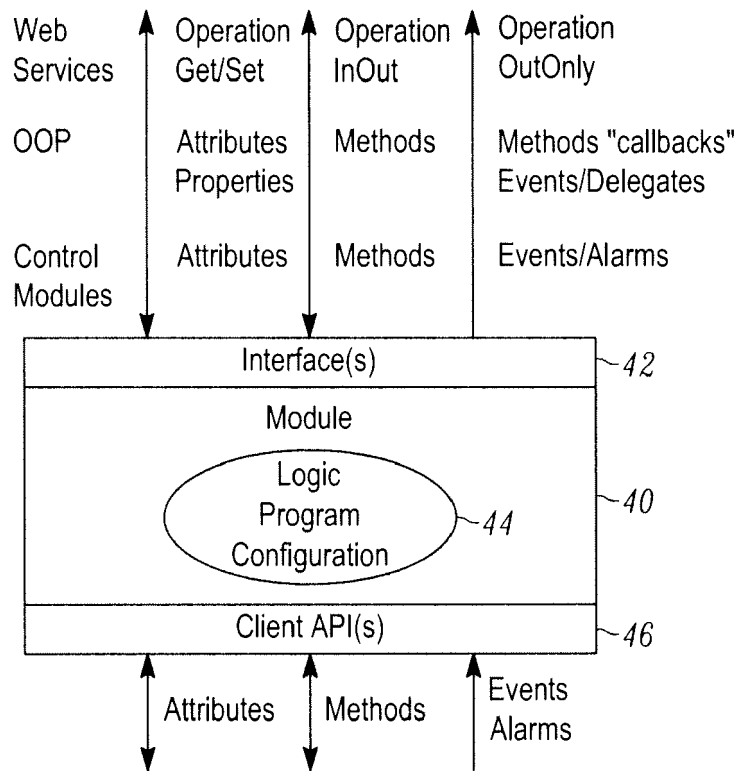 Web Services
Operation Get/Set
Operation InOut
Operation OutOnly
OOP
Attributes Properties
Methods
Methods "callbacks" Events/Delegates
Control Modules
Attributes
Methods
Events/Alarms
Interface(s)
42
Module
Logic
Program
Configuration
44
40
Client API(s)
46
Attributes
Methods
Events
Alarms